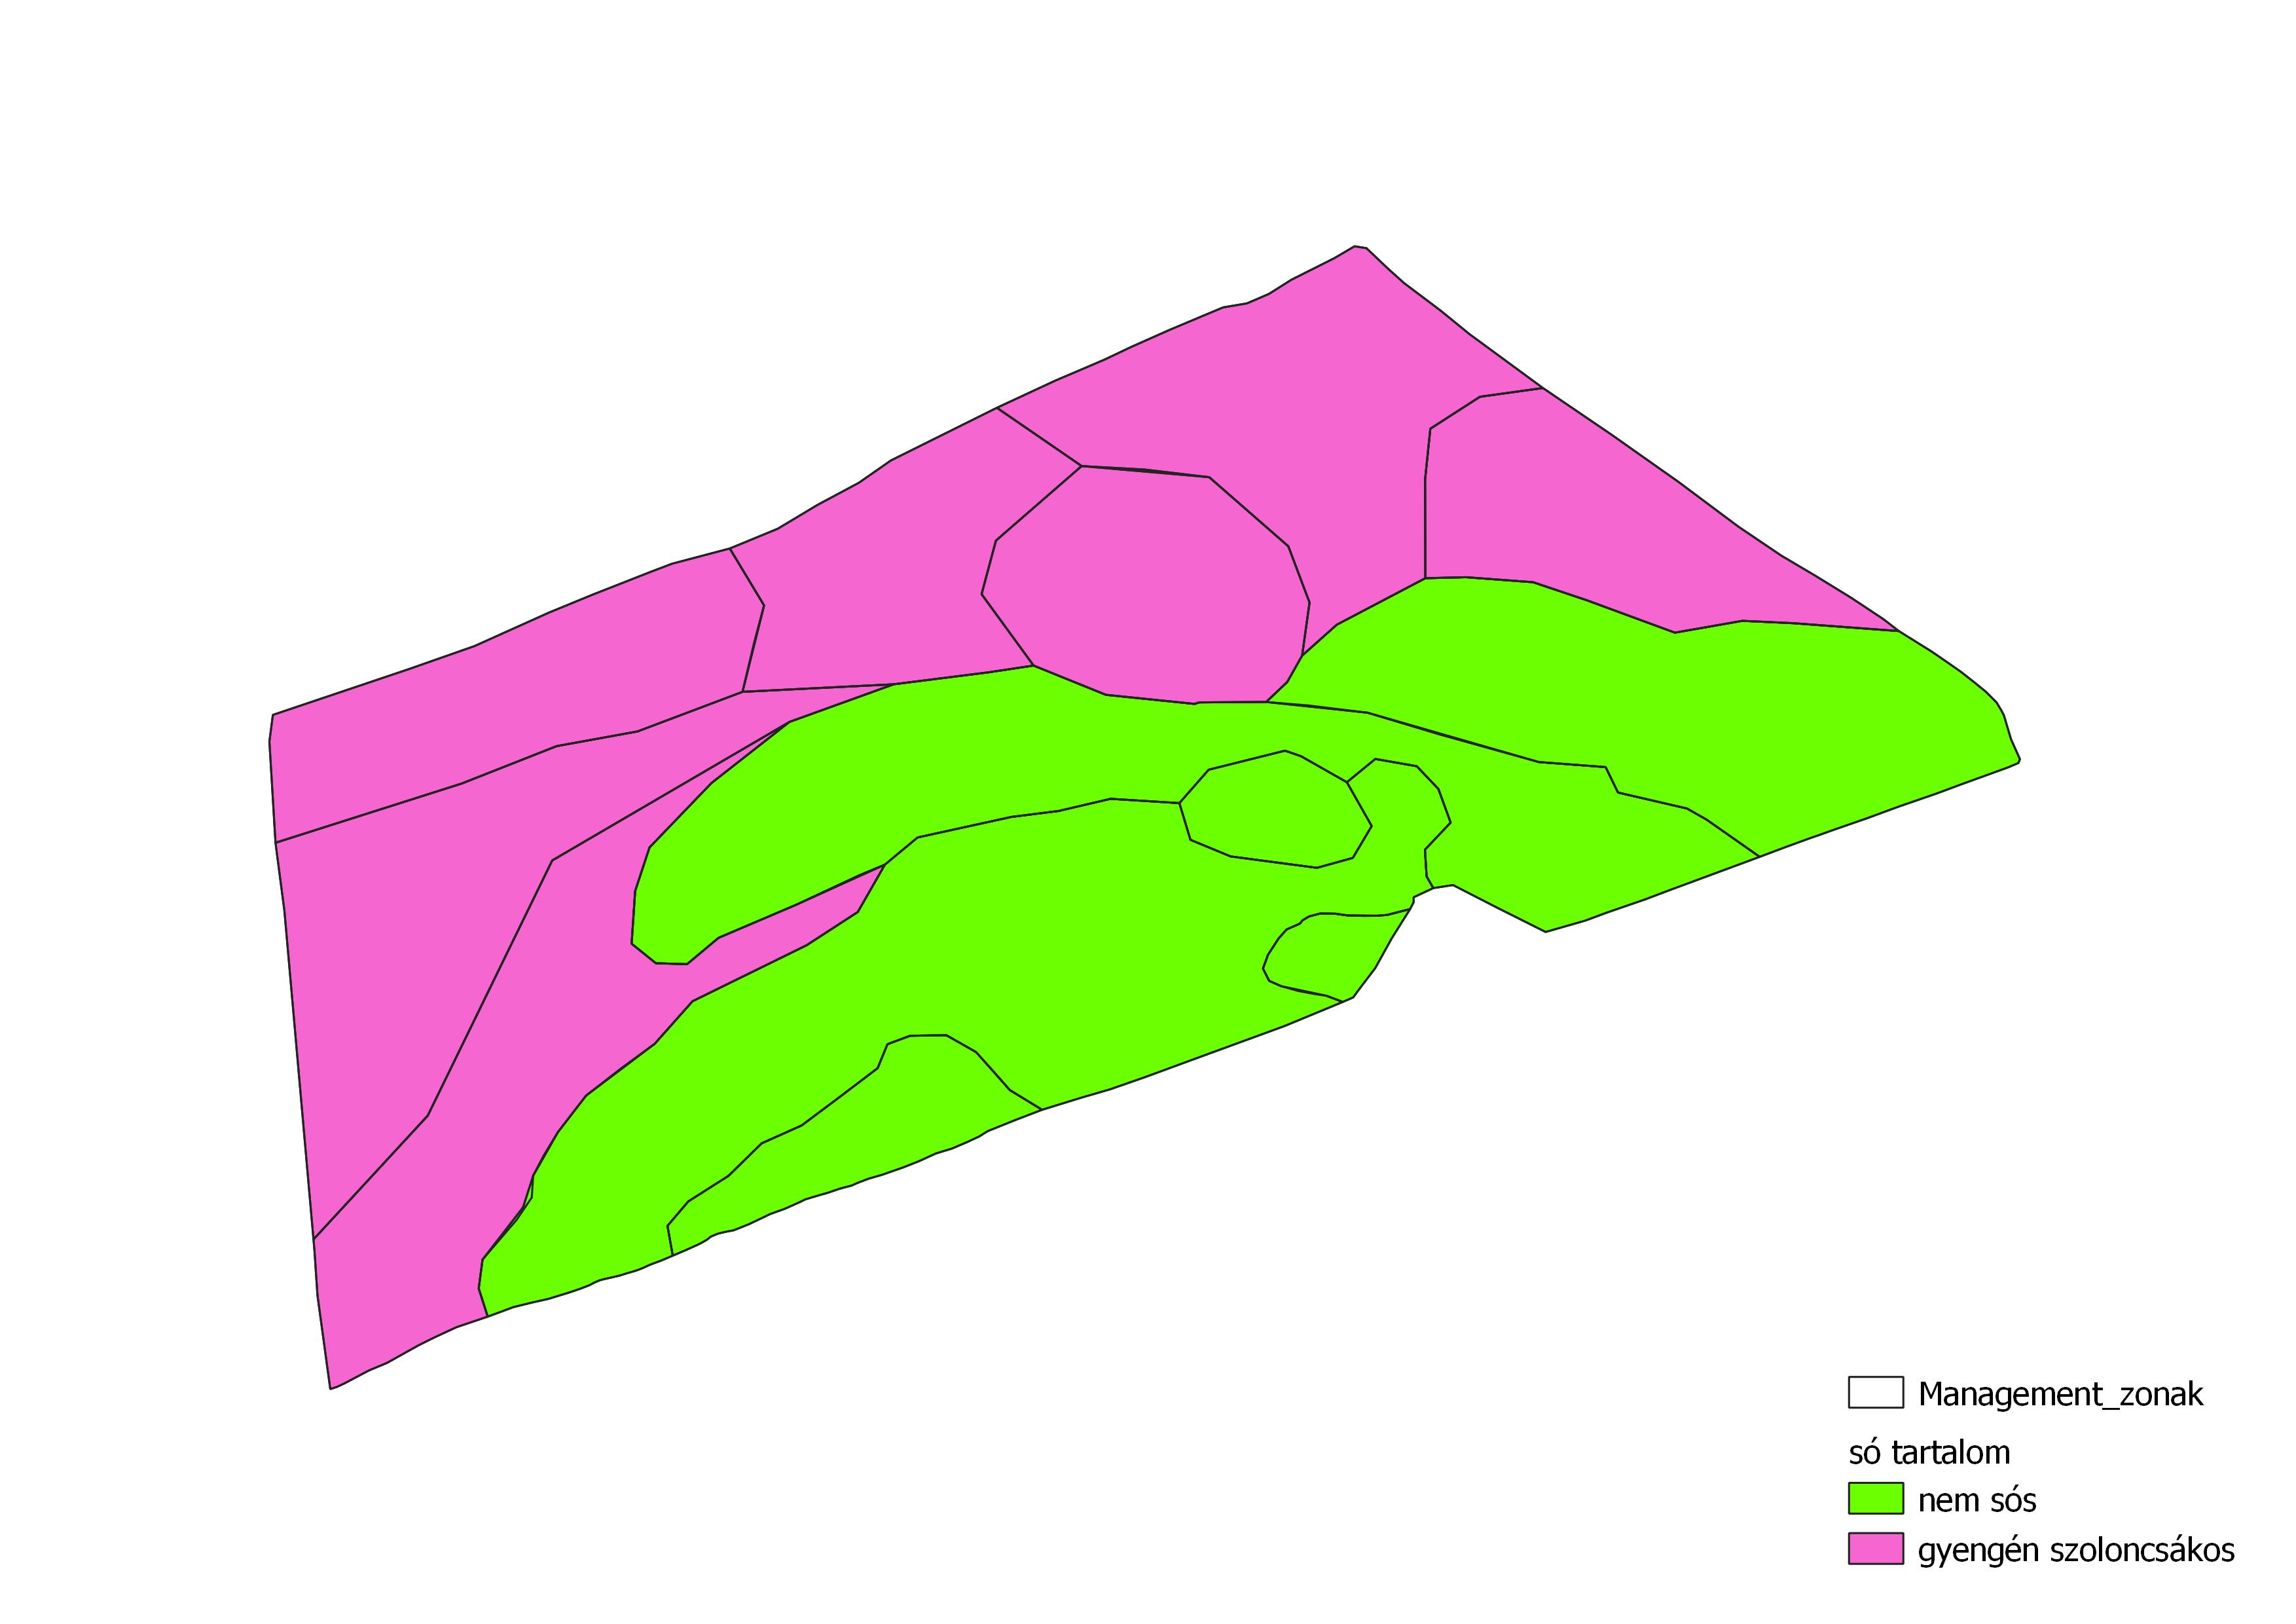 Management_zonak
só tartalom
nem sós
gyengén szoloncsákos